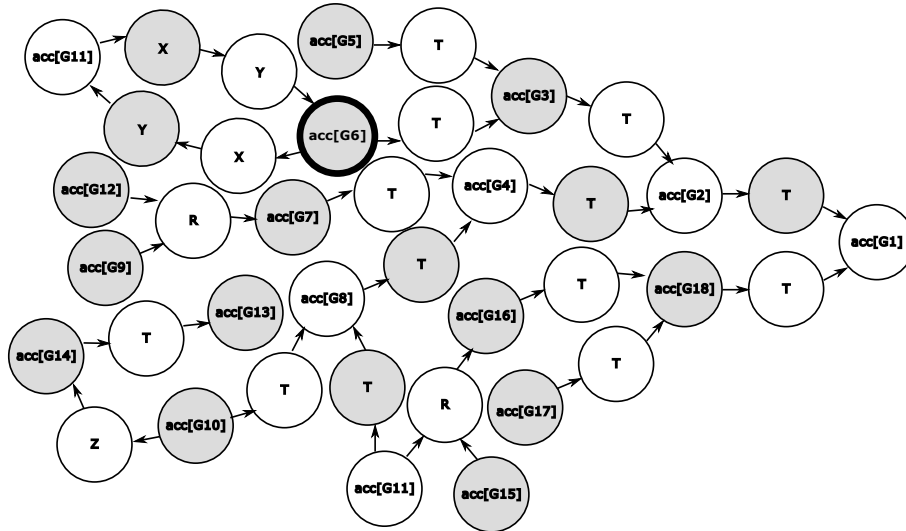 acc[G5]
T
X
acc[G11]
Y
acc[G3]
T
acc[G6]
T
Y
X
acc[G12]
acc[G4]
T
acc[G2]
T
T
acc[G7]
R
acc[G1]
acc[G9]
T
T
acc[G18]
T
acc[G8]
acc[G13]
acc[G16]
T
acc[G14]
T
T
T
R
acc[G17]
acc[G10]
Z
acc[G11]
acc[G15]